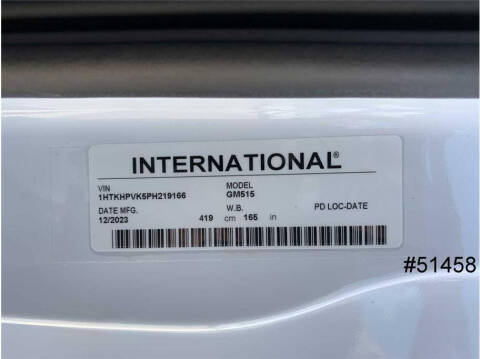 INTERNATIONAL®
VIN MODEL
1HTKHPVK5PH219166 GM515
DATE MFG. W.B. PD LOC-DATE
12/2023 419 cm 165 in
#51458